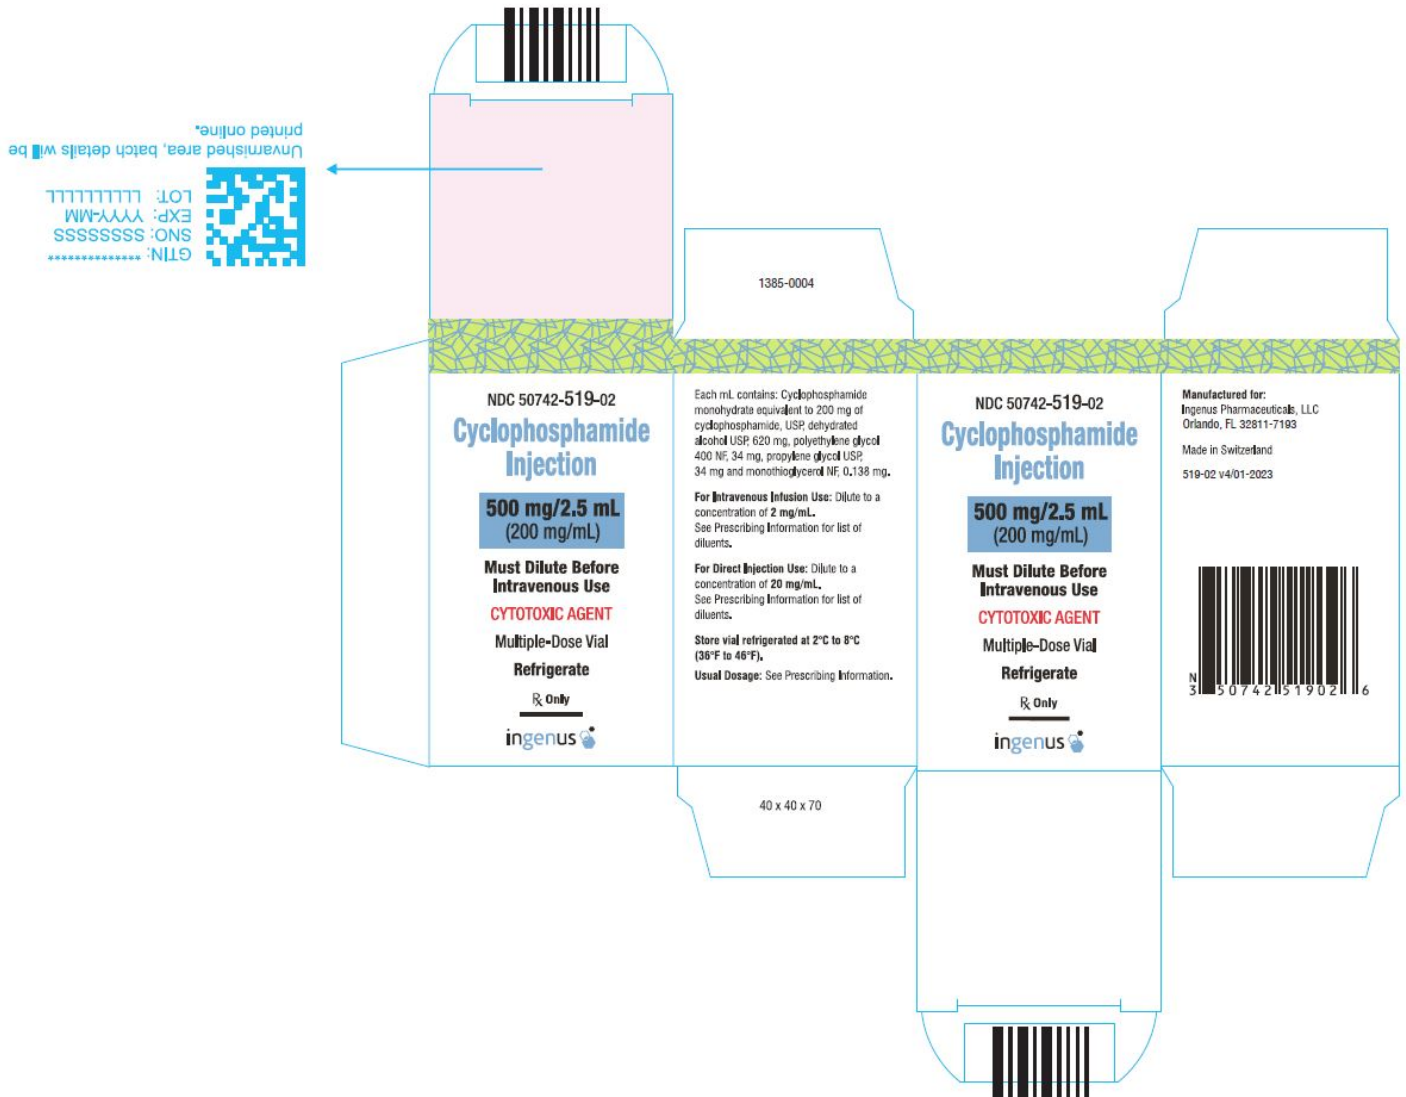 Unvarnished area, batch details will be
printed online.
GTIN: **************
SNO: SSSSSSSSS
EXP: YYYY-MM
LOT: LLLLLLLLLL
1385-0004
NDC 50742-519-02
Cyclophosphamide
Injection
500 mg/2.5 mL
(200 mg/mL)
Must Dilute Before
Intravenous Use
CYTOTOXIC AGENT
Multiple-Dose Vial
Refrigerate
℞ Only
ingenus
Each mL contains: Cyclophosphamide
monohydrate equivalent to 200 mg of
cyclophosphamide, USP, dehydrated
alcohol USP, 620 mg, polyethylene glycol
400 NF, 34 mg, propylene glycol USP,
34 mg and monothioglycerol NF, 0.138 mg.
For Intravenous Infusion Use: Dilute to a
concentration of 2 mg/mL.
See Prescribing Information for list of
diluents.
For Direct Injection Use: Dilute to a
concentration of 20 mg/mL.
See Prescribing Information for list of
diluents.
Store vial refrigerated at 2°C to 8°C
(36°F to 46°F).
Usual Dosage: See Prescribing Information.
NDC 50742-519-02
Cyclophosphamide
Injection
500 mg/2.5 mL
(200 mg/mL)
Must Dilute Before
Intravenous Use
CYTOTOXIC AGENT
Multiple-Dose Vial
Refrigerate
℞ Only
ingenus
Manufactured for:
Ingenus Pharmaceuticals, LLC
Orlando, FL 32811-7193
Made in Switzerland
519-02 v4/01-2023
N
3 50742 51902 6
40 x 40 x 70